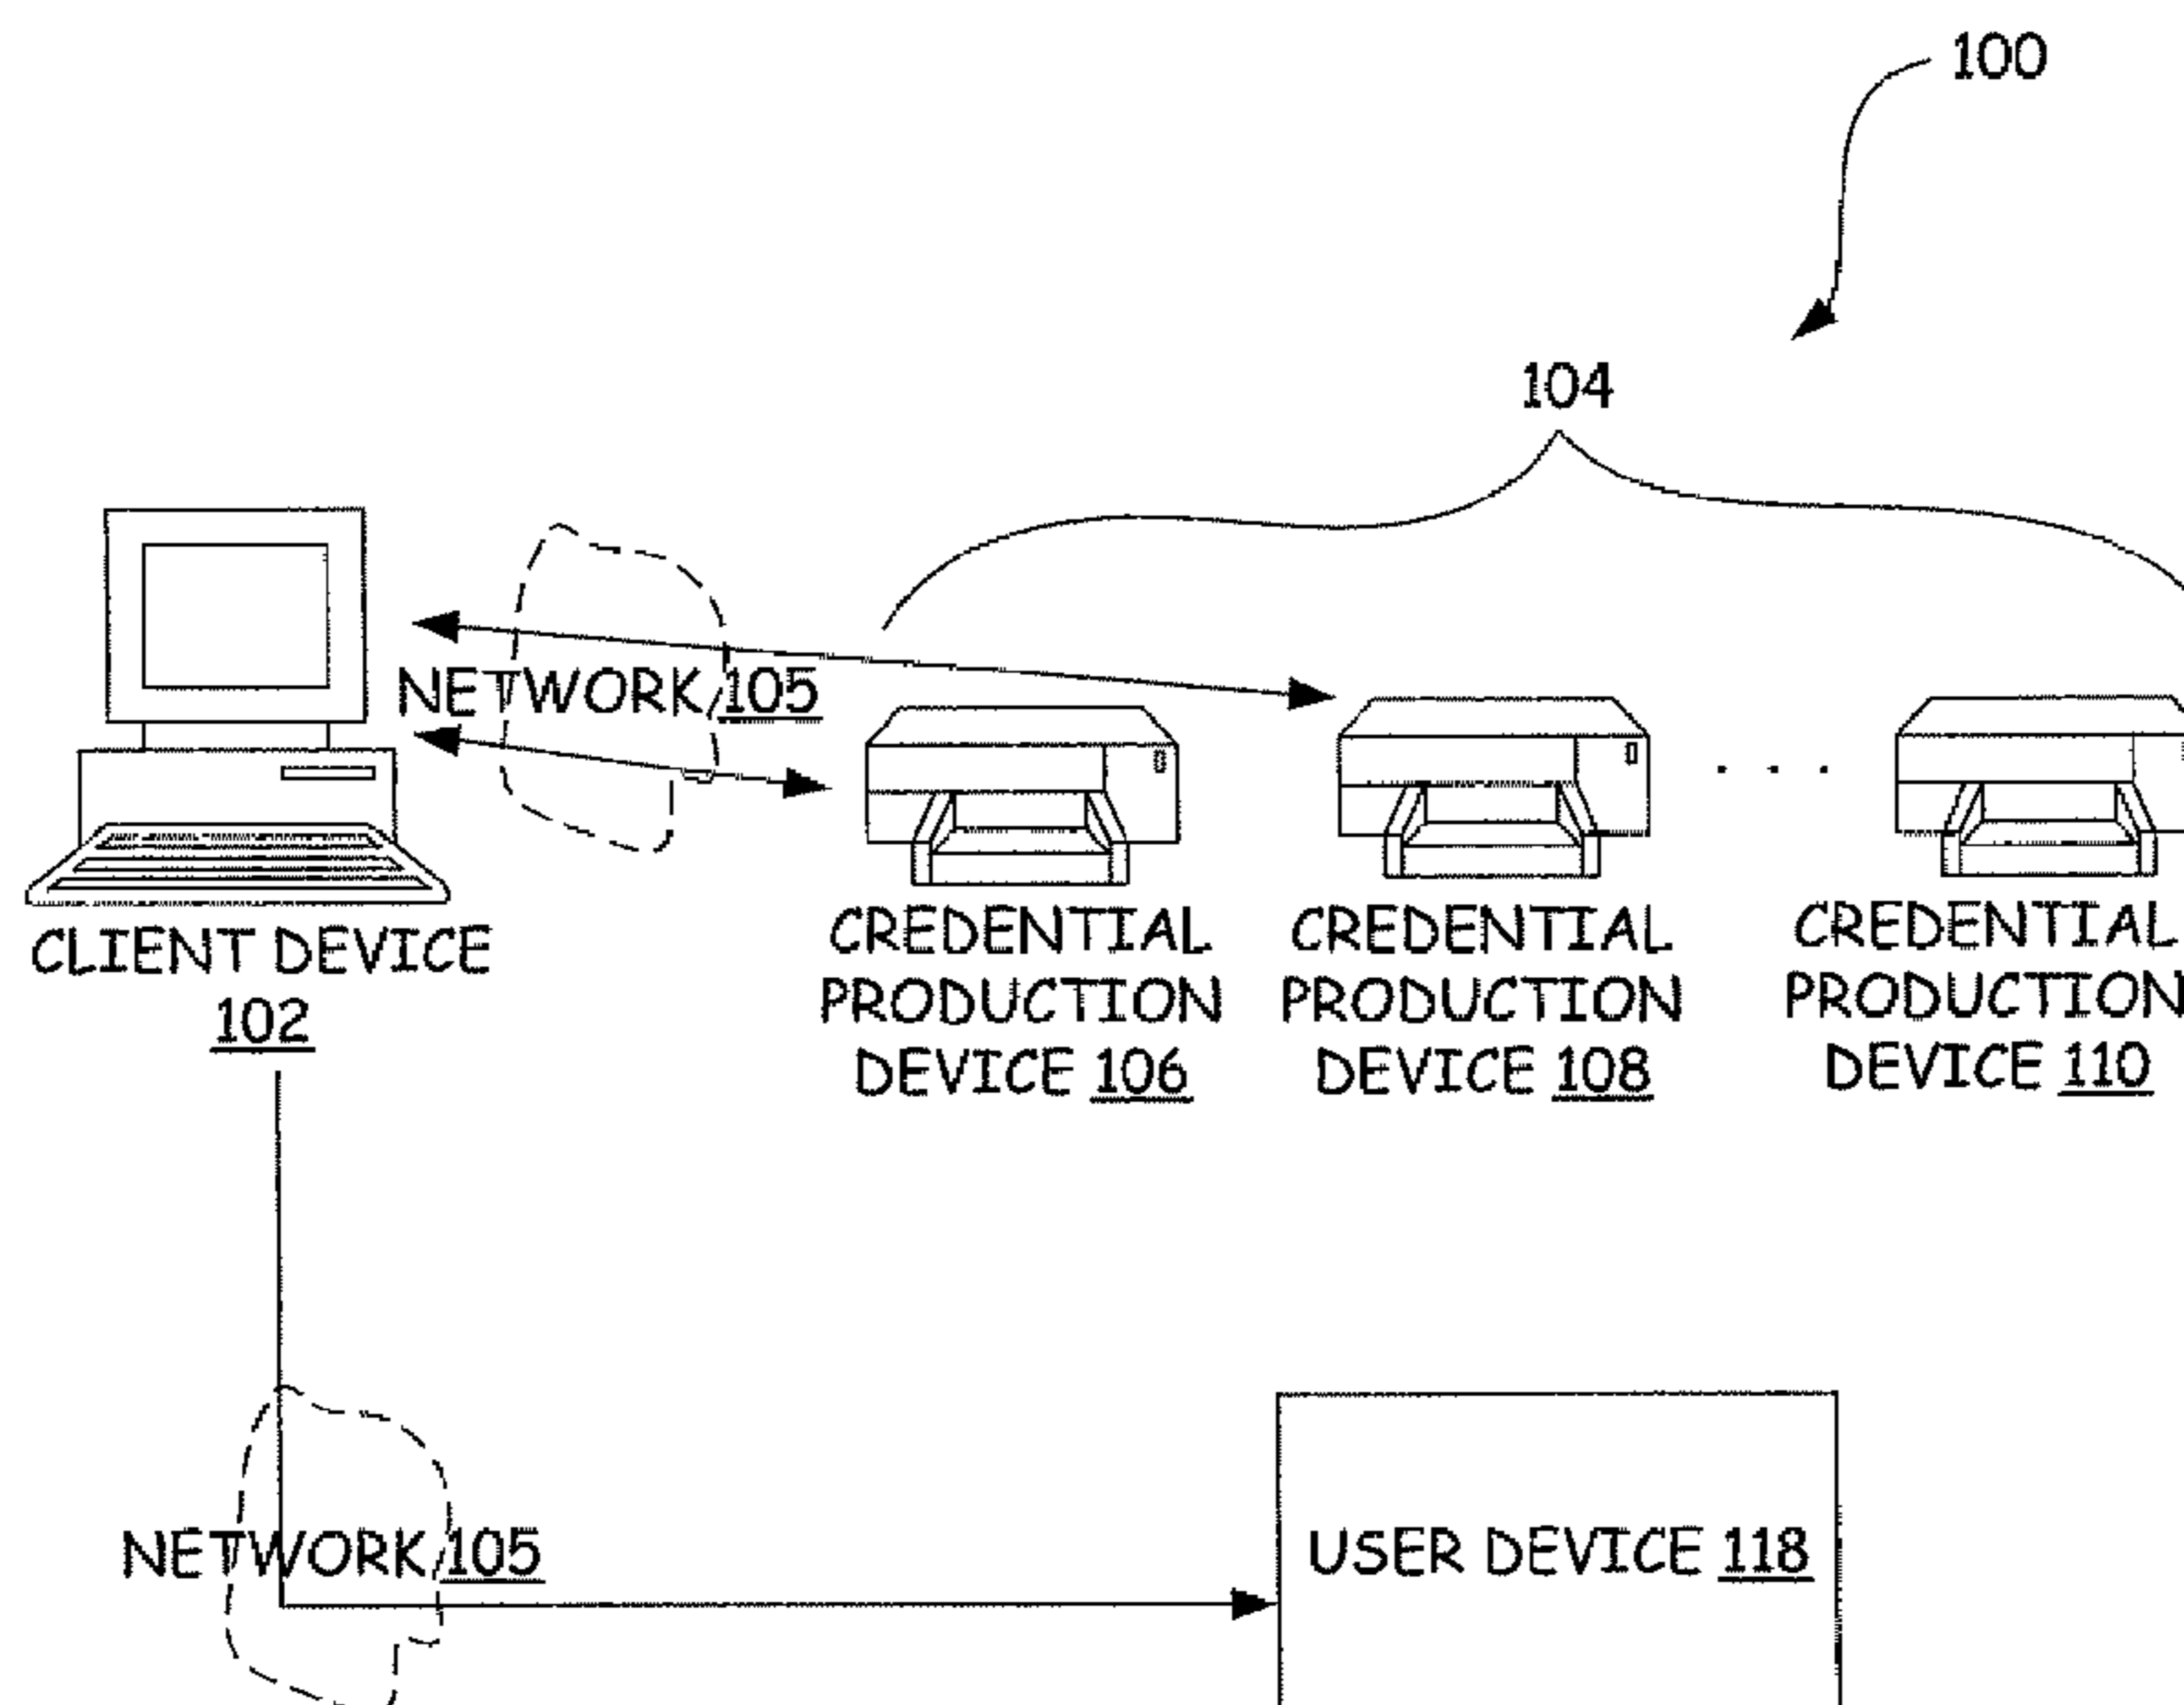 100
104
NETWORK 105
CLIENT DEVICE
102
CREDENTIAL
PRODUCTION
DEVICE 106
CREDENTIAL
PRODUCTION
DEVICE 108
. . .
CREDENTIAL
PRODUCTION
DEVICE 110
NETWORK 105
USER DEVICE 118